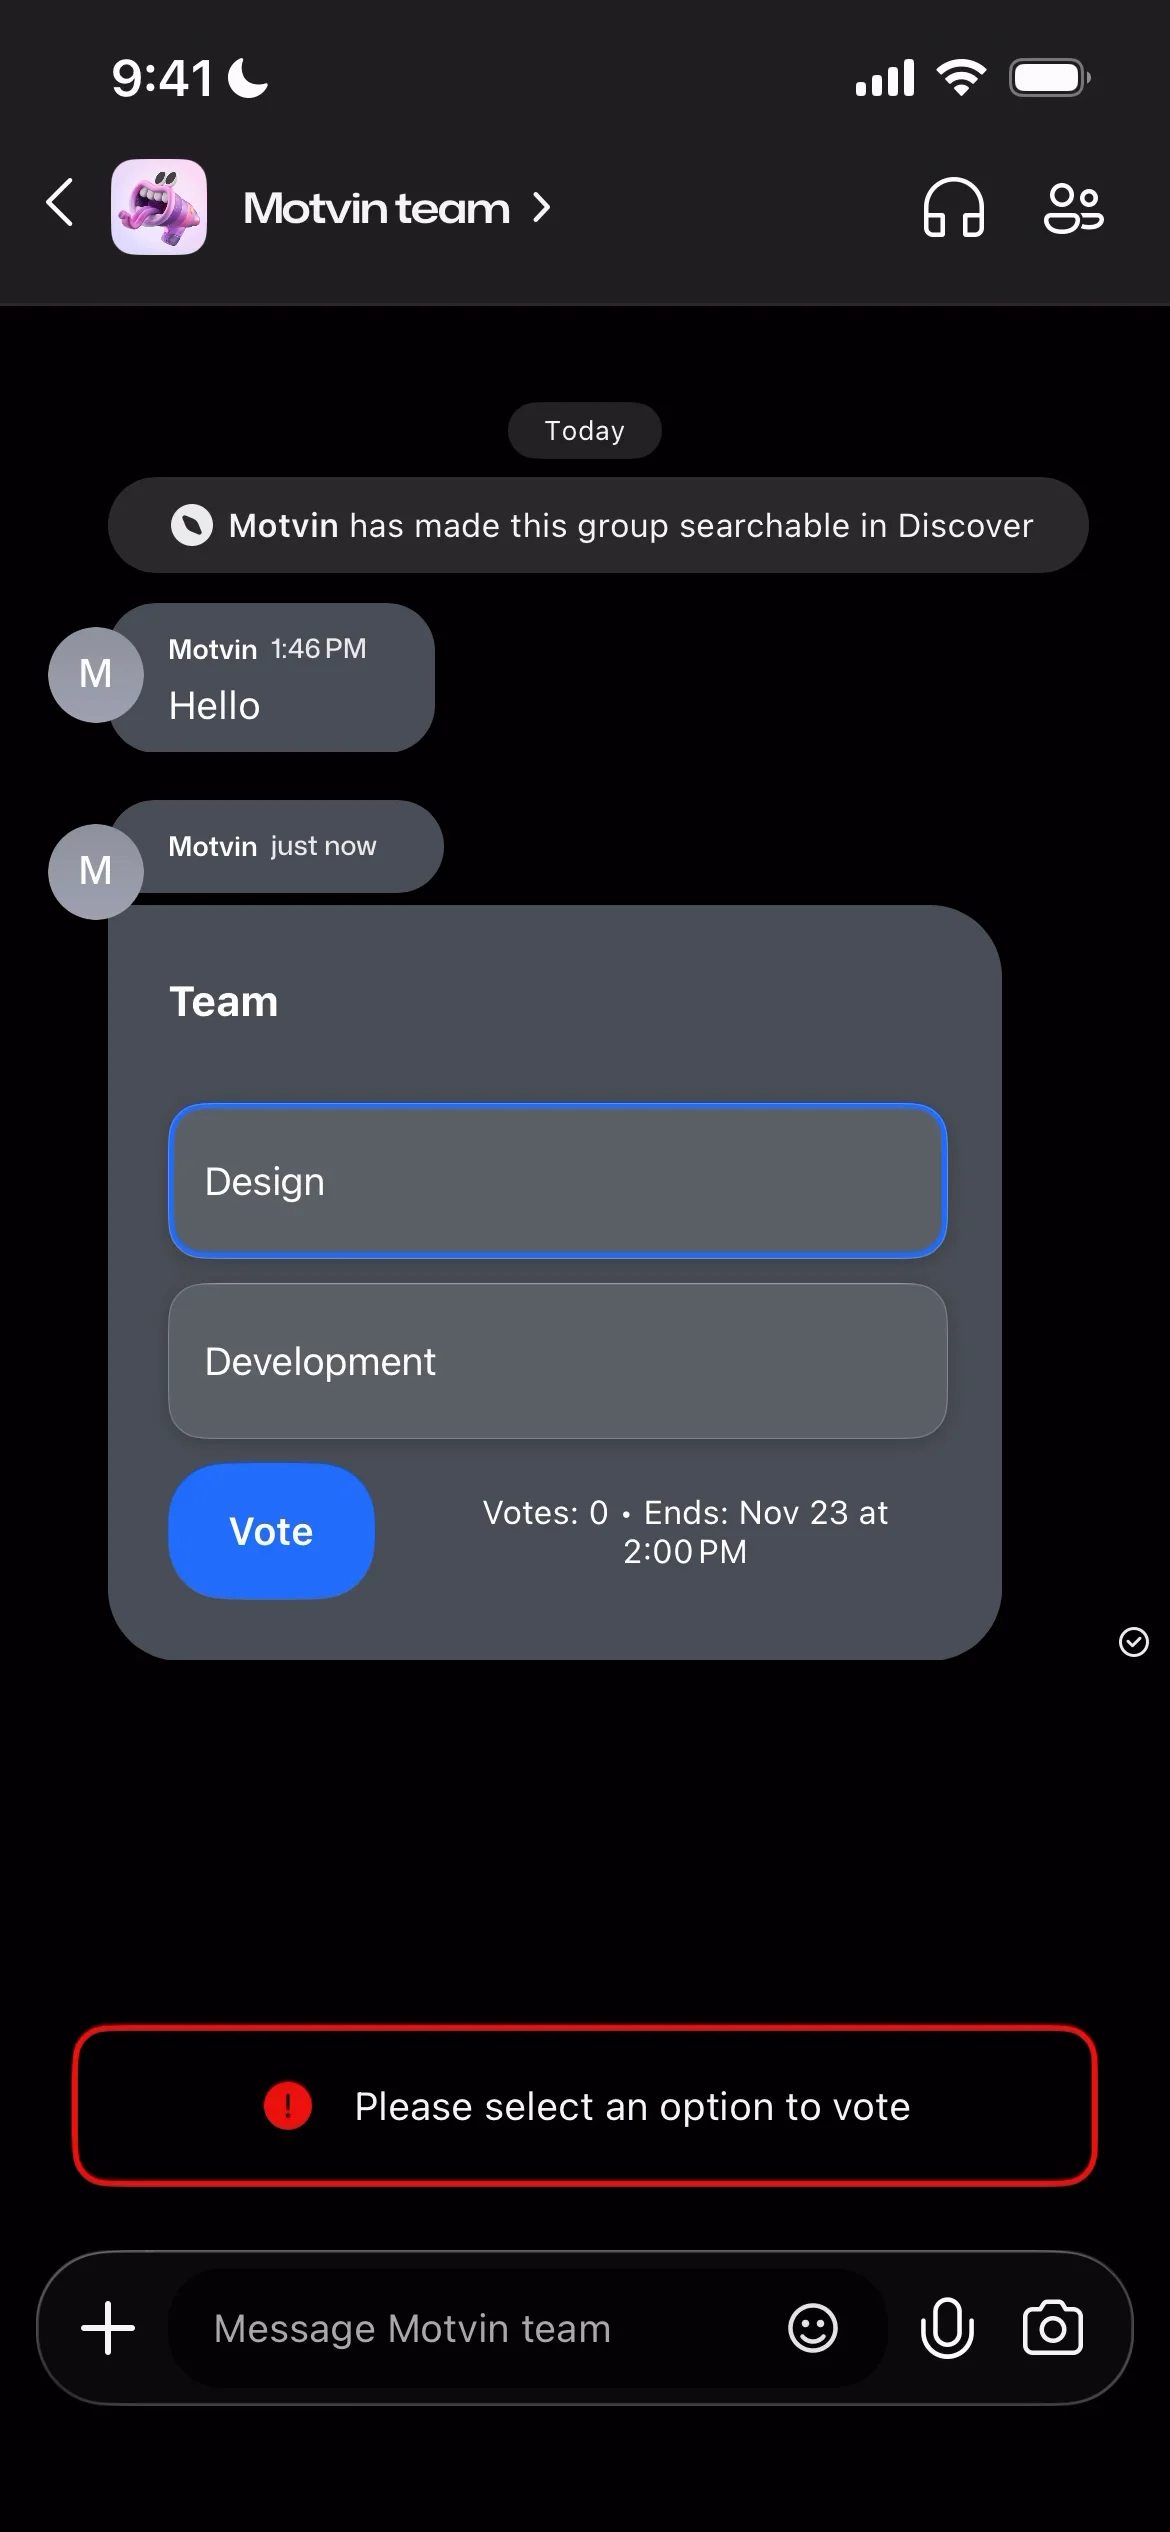 9:41
Motvin team
Today
Motvin has made this group searchable in Discover
M
Motvin 1:46 PM
Hello
M
Motvin just now
Team
Design
Development
Vote
Votes: 0 • Ends: Nov 23 at
2:00 PM
Please select an option to vote
Message Motvin team